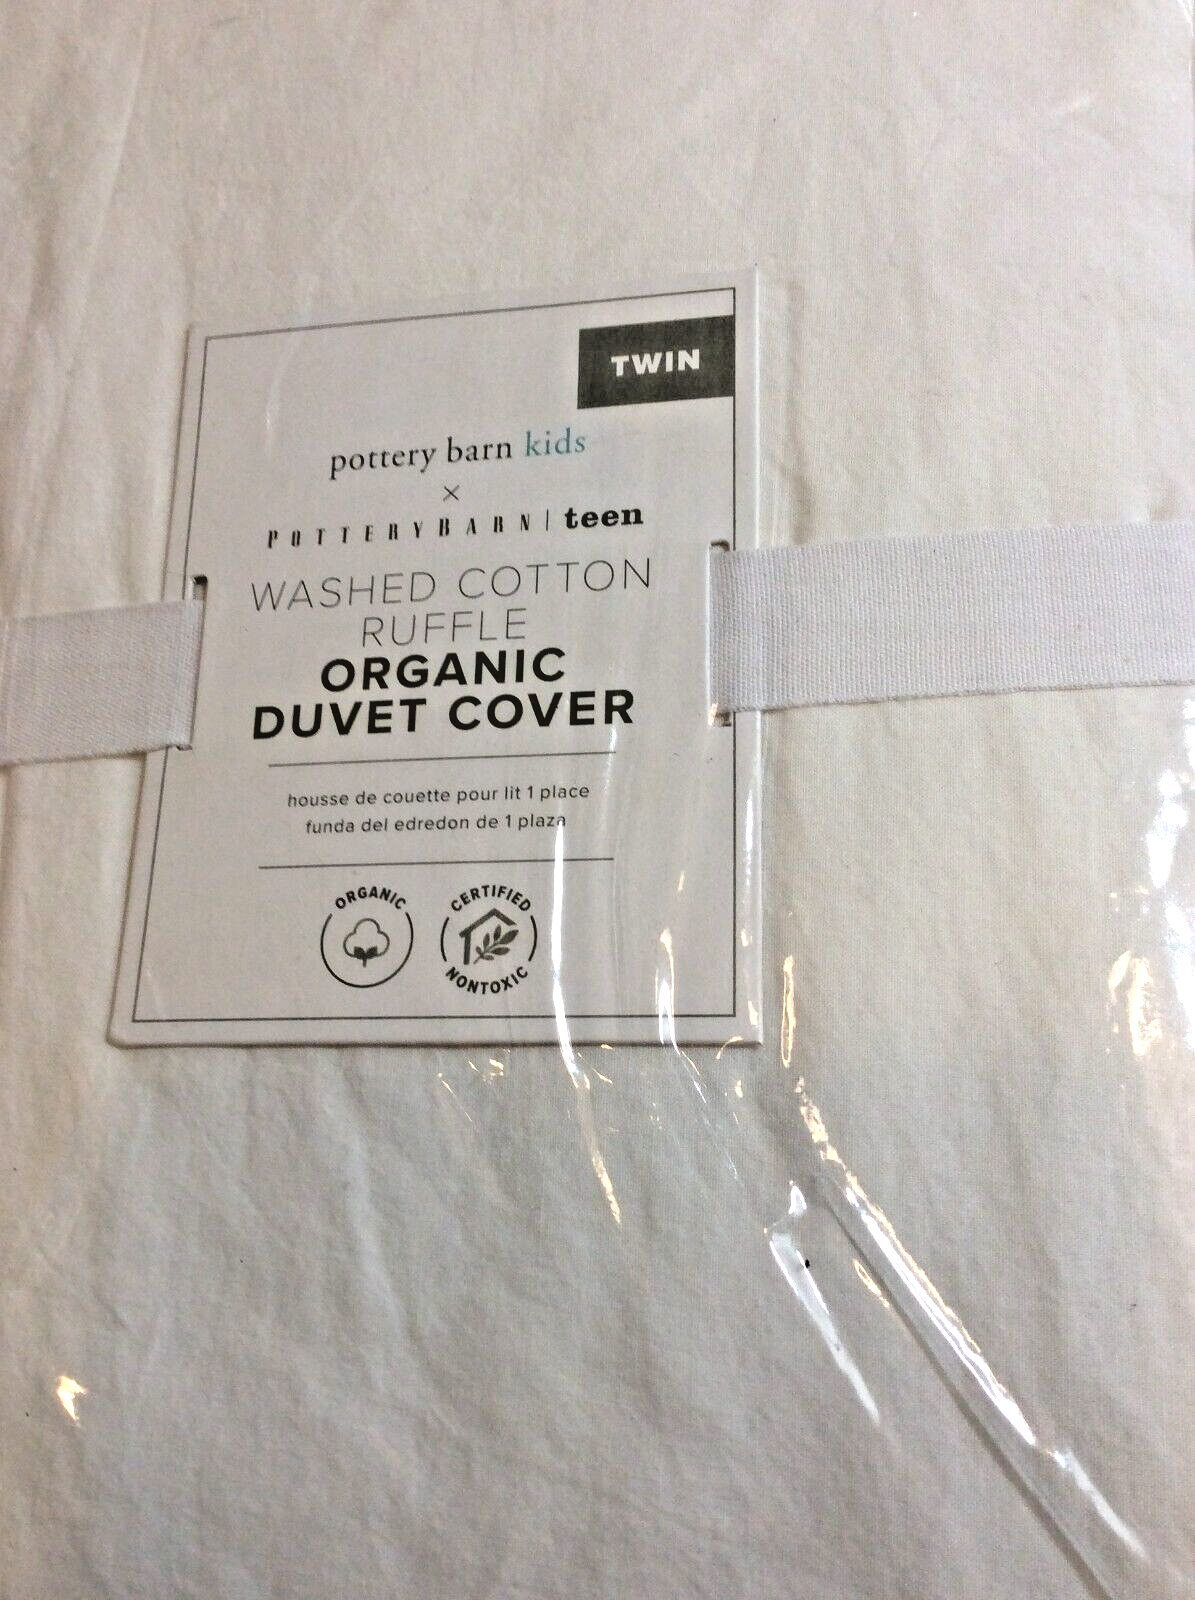 TWIN
pottery barn kids
×
POTTERYBARN | teen
WASHED COTTON
RUFFLE
ORGANIC
DUVET COVER
housse de couette pour lit 1 place
funda del edredon de 1 plaza
ORGANIC
CERTIFIED
NONTOXIC